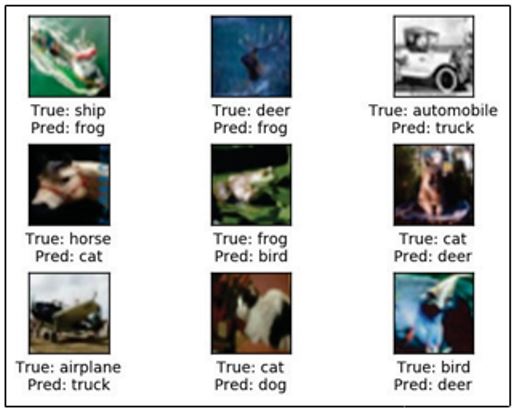 True: ship
Pred: frog
True: deer
Pred: frog
True: automobile
Pred: truck
True: horse
Pred: cat
True: frog
Pred: bird
True: cat
Pred: deer
True: airplane
Pred: truck
True: cat
Pred: dog
True: bird
Pred: deer